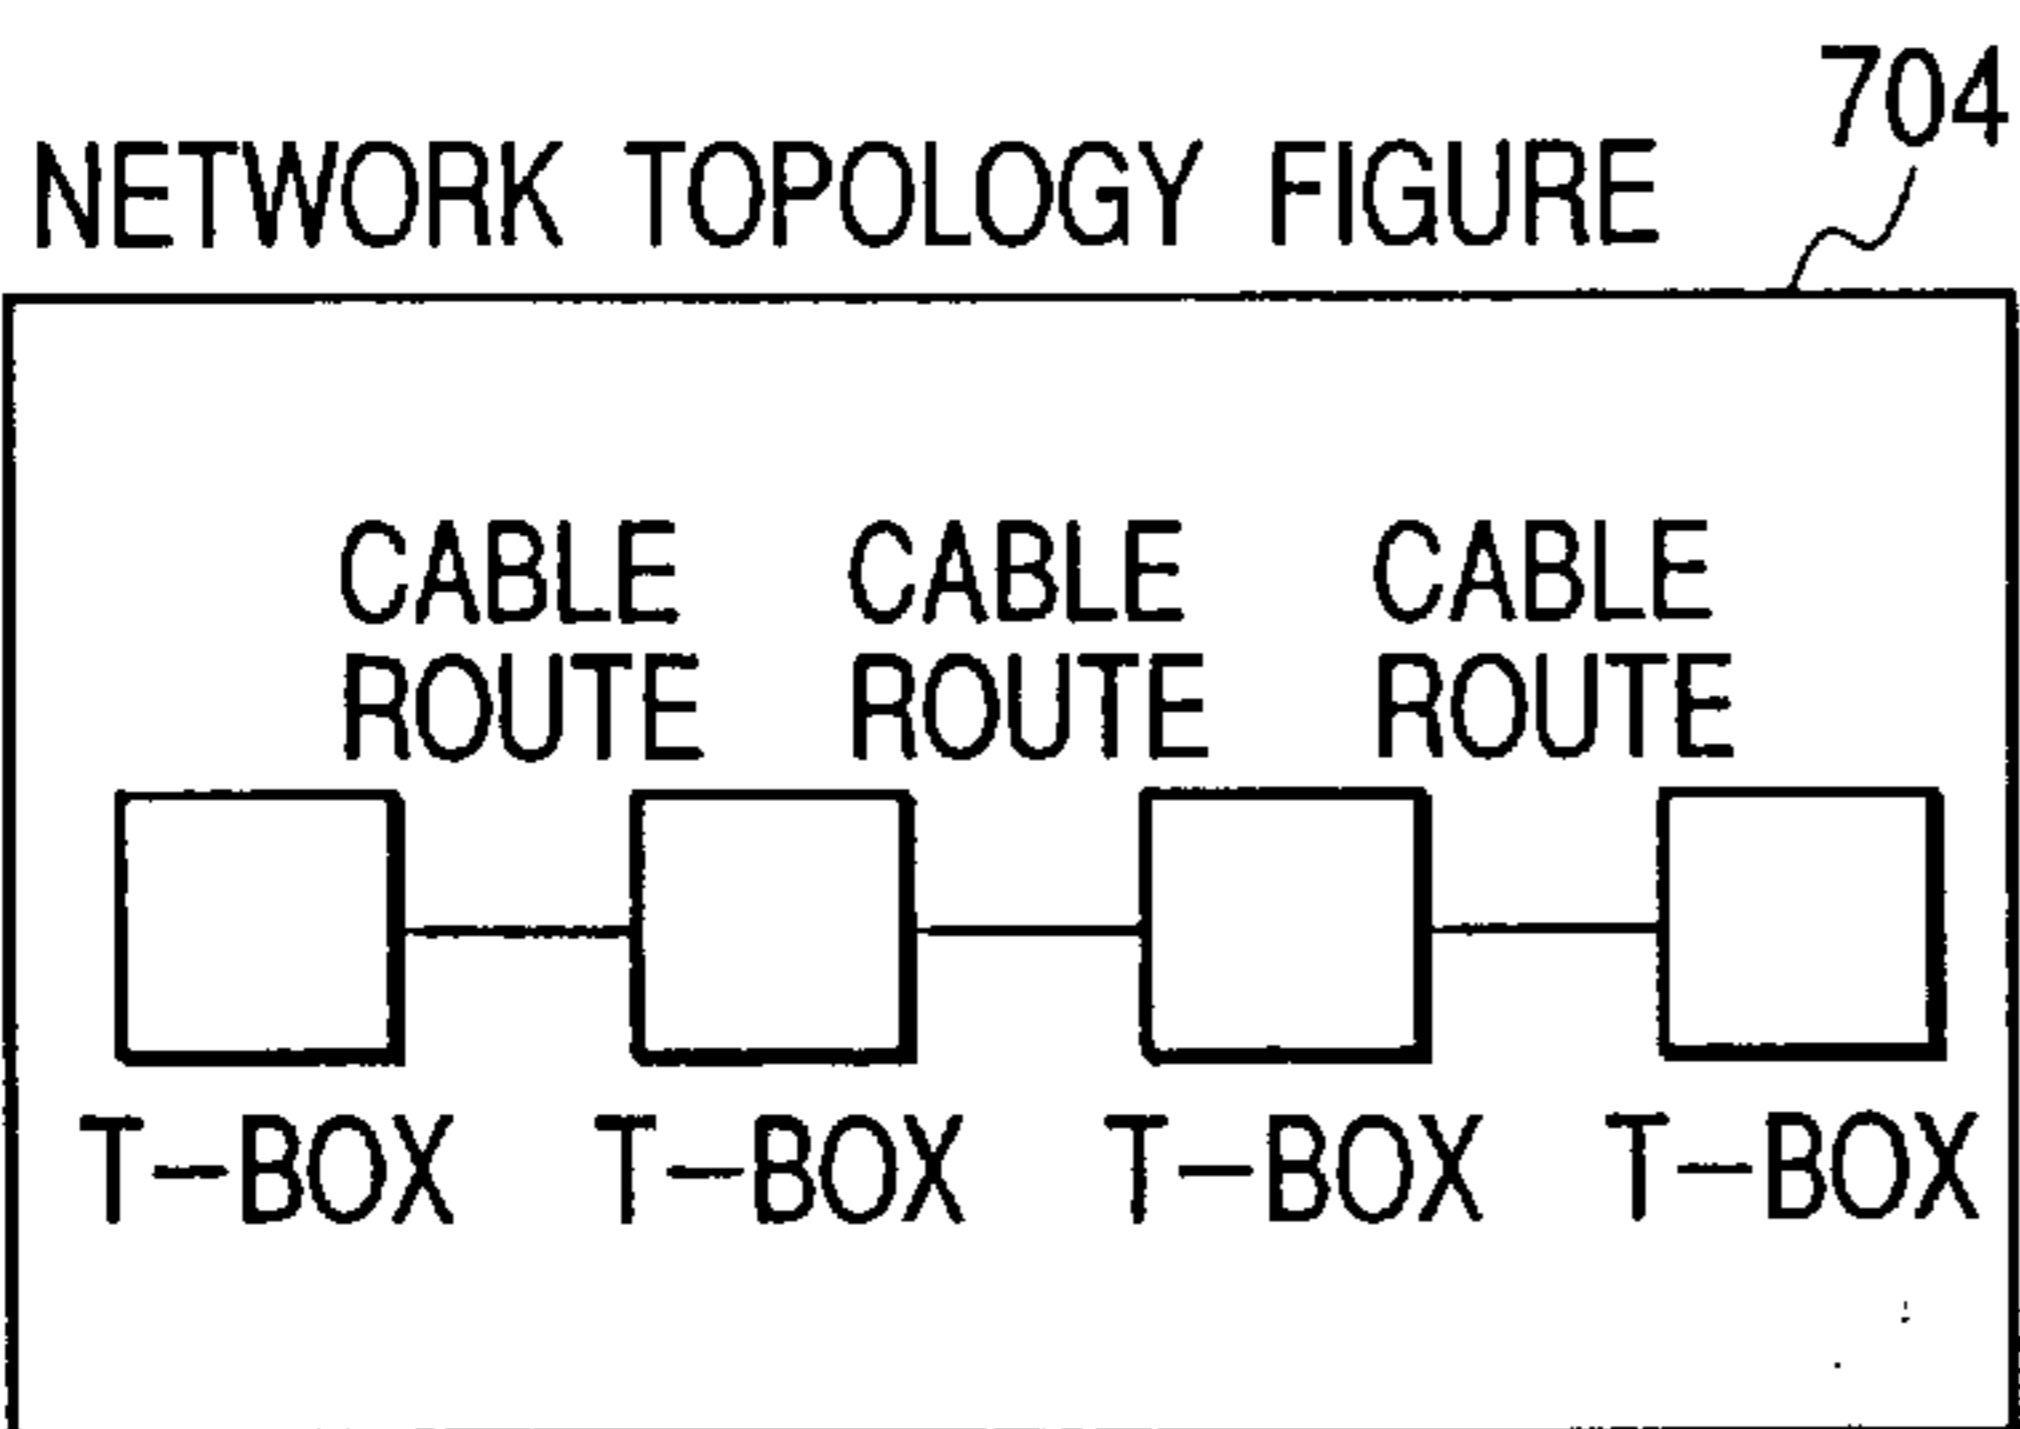 704
NETWORK TOPOLOGY FIGURE
CABLE CABLE CABLE
ROUTE ROUTE ROUTE
T-BOX T-BOX T-BOX T-BOX